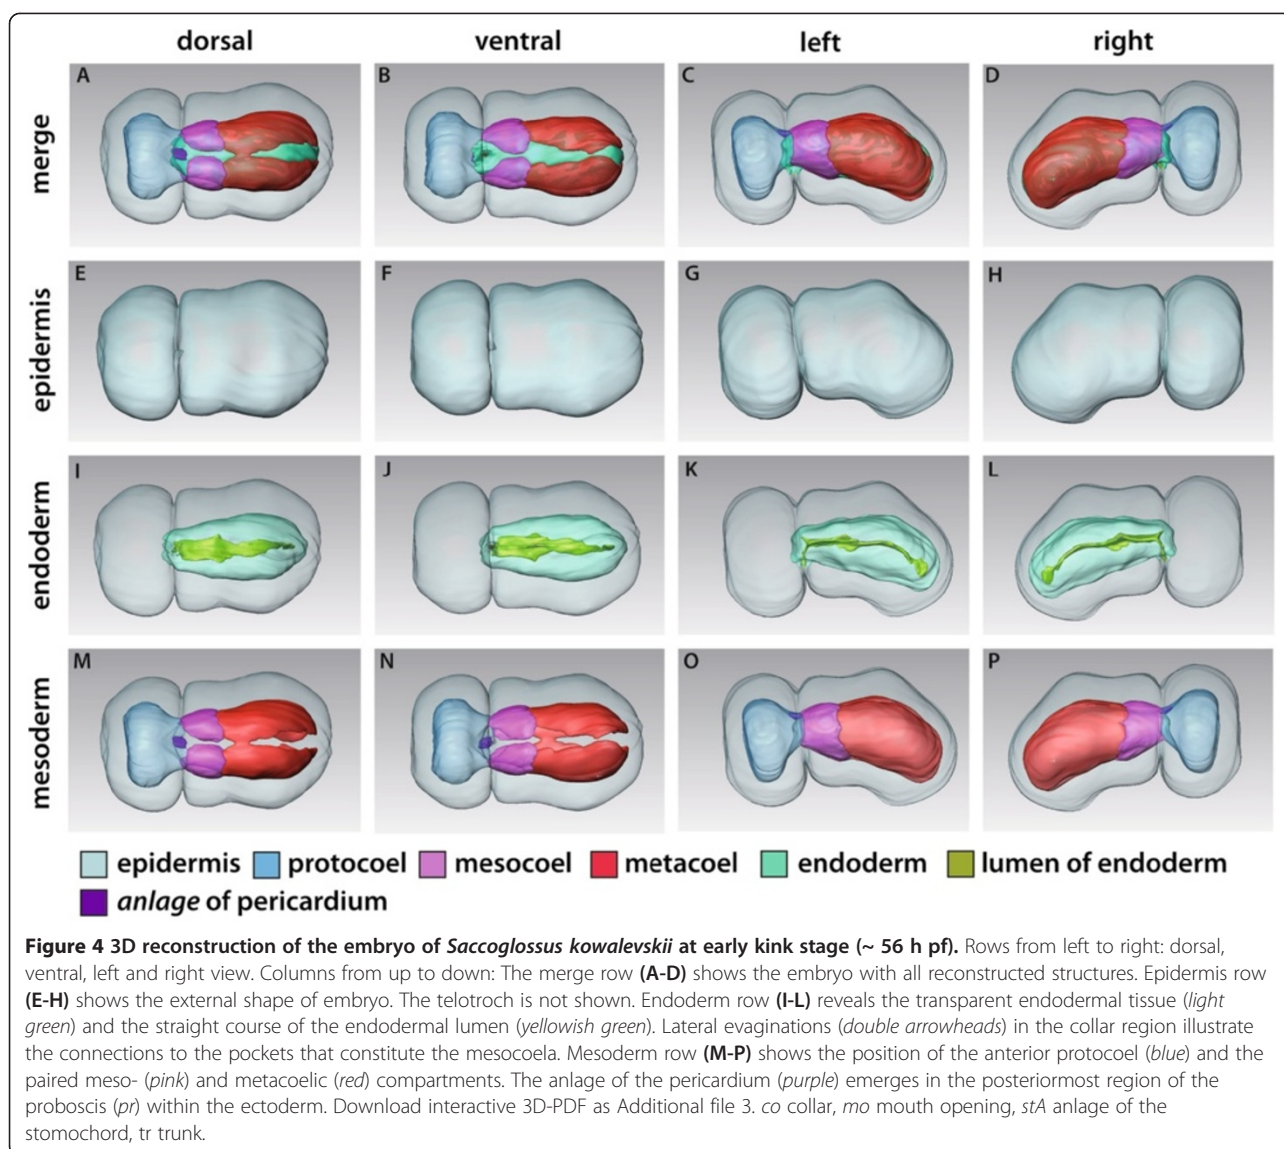 dorsal ventral left right
merge
A B C D
epidermis
E F G H
endoderm
I J K L
mesoderm
M N O P
epidermis protocoel mesocoel metacoel endoderm lumen of endoderm
anlage of pericardium
Figure 4 3D reconstruction of the embryo of Saccoglossus kowalevskii at early kink stage (~ 56 h pf). Rows from left to right: dorsal,
ventral, left and right view. Columns from up to down: The merge row (A-D) shows the embryo with all reconstructed structures. Epidermis row
(E-H) shows the external shape of embryo. The telotroch is not shown. Endoderm row (I-L) reveals the transparent endodermal tissue (light
green) and the straight course of the endodermal lumen (yellowish green). Lateral evaginations (double arrowheads) in the collar region illustrate
the connections to the pockets that constitute the mesocoela. Mesoderm row (M-P) shows the position of the anterior protocoel (blue) and the
paired meso- (pink) and metacoelic (red) compartments. The anlage of the pericardium (purple) emerges in the posteriormost region of the
proboscis (pr) within the ectoderm. Download interactive 3D-PDF as Additional file 3. co collar, mo mouth opening, stA anlage of the
stomochord, tr trunk.